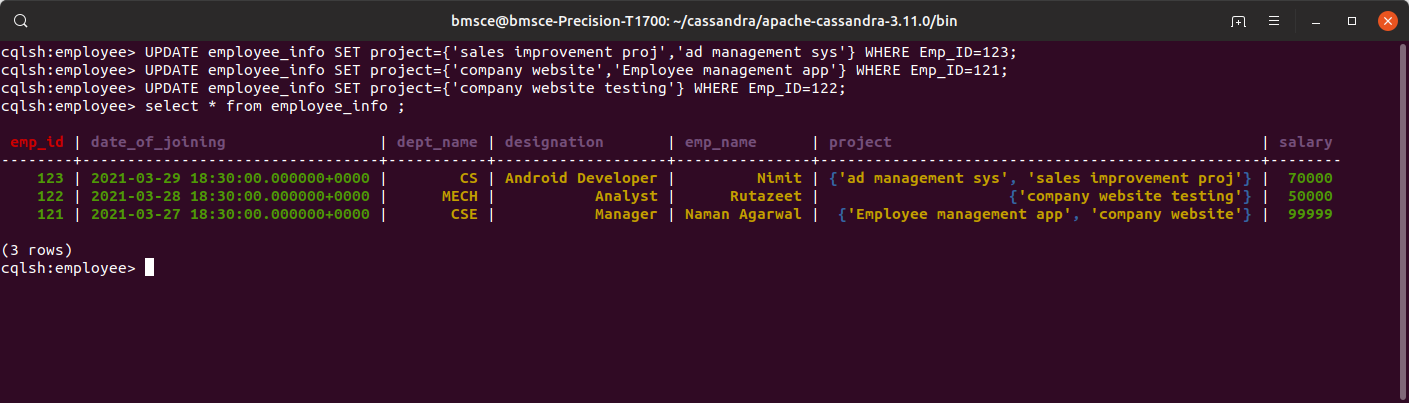 bmsce@bmsce-Precision-T1700: ~/cassandra/apache-cassandra-3.11.0/bin
cqlsh:employee> UPDATE employee_info SET project={'sales improvement proj','ad management sys'} WHERE Emp_ID=123;
cqlsh:employee> UPDATE employee_info SET project={'company website','Employee management app'} WHERE Emp_ID=121;
cqlsh:employee> UPDATE employee_info SET project={'company website testing'} WHERE Emp_ID=122;
cqlsh:employee> select * from employee_info ;
 emp_id | date_of_joining                 | dept_name | designation       | emp_name      | project                                         | salary
--------+---------------------------------+-----------+-------------------+---------------+-------------------------------------------------+--------
    123 | 2021-03-29 18:30:00.000000+0000 |        CS | Android Developer |         Nimit | {'ad management sys', 'sales improvement proj'} |  70000
    122 | 2021-03-28 18:30:00.000000+0000 |      MECH |           Analyst |      Rutazeet |                     {'company website testing'} |  50000
    121 | 2021-03-27 18:30:00.000000+0000 |       CSE |           Manager | Naman Agarwal |  {'Employee management app', 'company website'} |  99999
(3 rows)
cqlsh:employee>